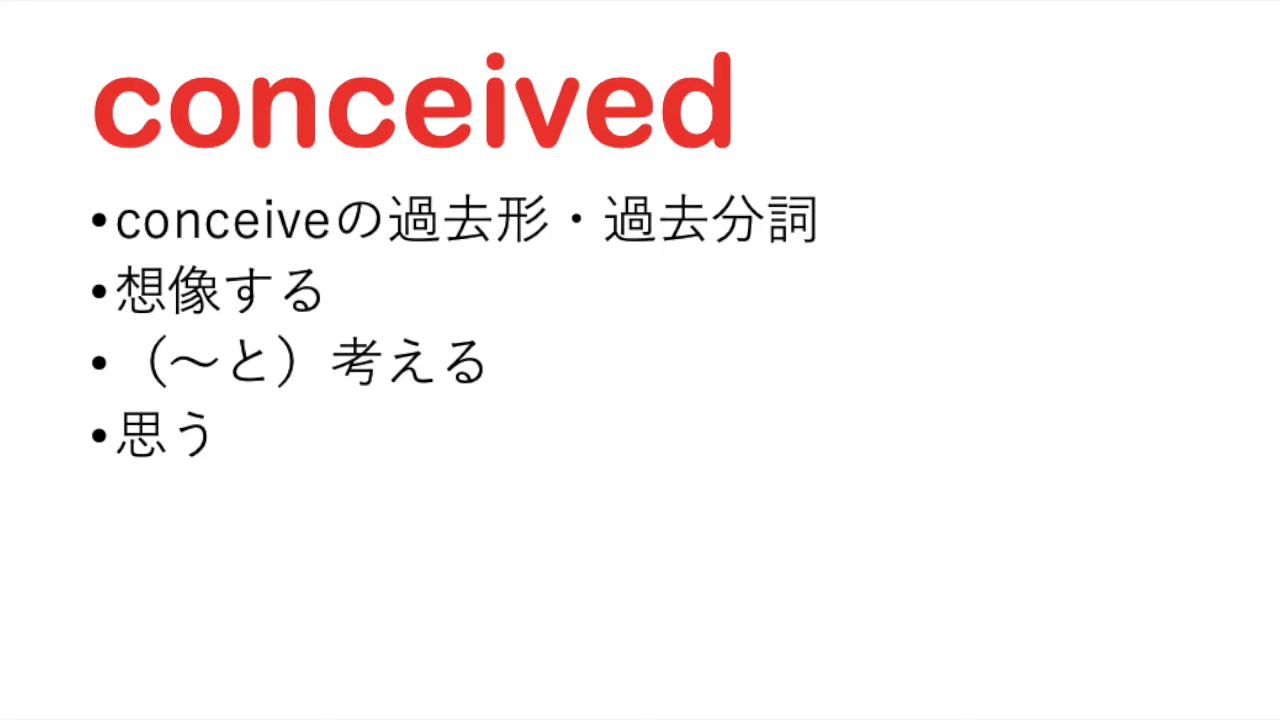 conceived
•conceiveの過去形・過去分詞
•想像する
•（〜と）考える
•思う